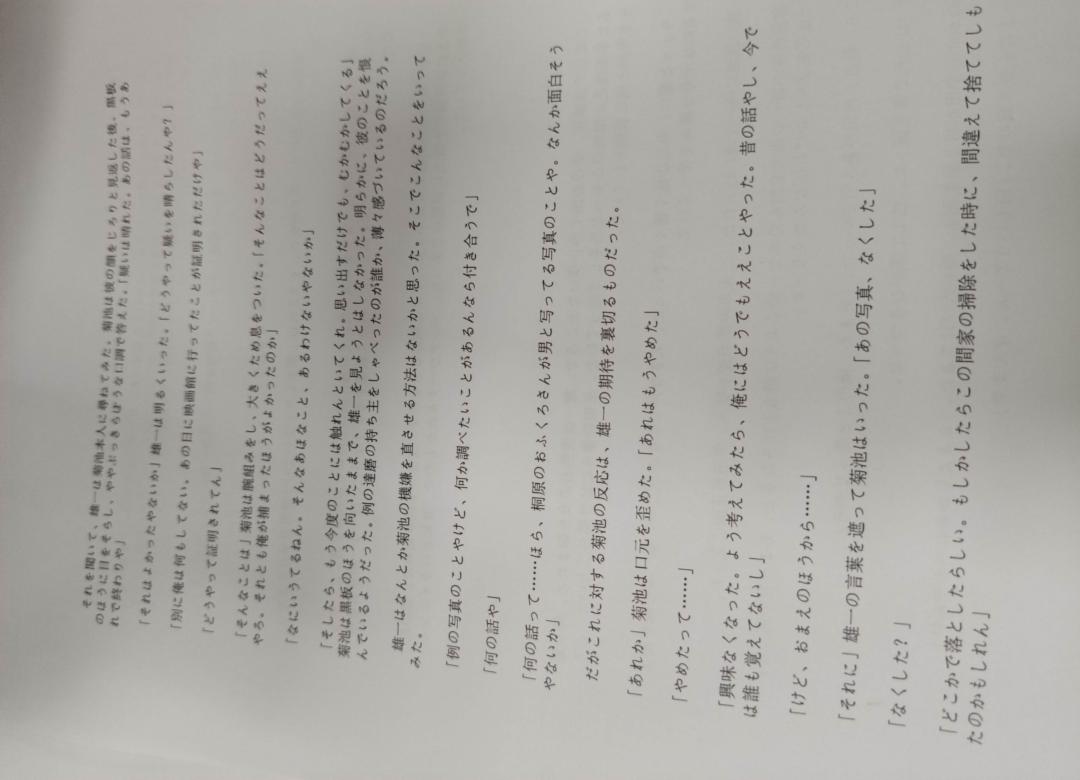 それを聞いて、雄一は菊池本人に尋ねてみた。菊池は彼の顔をじろりと見返した後、黒板
のほうに目をそらし、ややぶっきらぼうな口調で答えた。「疑いは晴れた。あの話は、もうあ
れで終わりや」
「それはよかったやないか」雄一は明るくいった。「どうやって疑いを晴らしたんや？」
「別に俺は何もしてない。あの日に映画館に行ってたことが証明されただけや」
「どうやって証明されてん」
「そんなことは」菊池は腕組みをし、大きくため息をついた。「そんなことはどうだってええ
やろ。それとも俺が捕まったほうがよかったのか」
「なにいうてるねん。そんなあほなこと、あるわけないやないか」
「そしたら、もう今度のことには触れんといてくれ。思い出すだけでも、むかむかしてくる」
菊池は黒板のほうを向いたままで、雄一を見ようとはしなかった。明らかに、彼のことを恨
んでいるようだった。例の達磨の持ち主をしゃべったのが誰か、薄々感づいているのだろう。
雄一はなんとか菊池の機嫌を直させる方法はないかと思った。そこでこんなことをいって
みた。
「例の写真のことやけど、何か調べたいことがあるんなら付き合うで」
「何の話や」
「何の話って……ほら、桐原のおふくろさんが男と写ってる写真のことや。なんか面白そう
やないか」
だがこれに対する菊池の反応は、雄一の期待を裏切るものだった。
「あれか」菊池は口元を歪めた。「あれはもうやめた」
「やめたって……」
「興味なくなった。よう考えてみたら、俺にはどうでもええことやった。昔の話やし、今で
は誰も覚えてないし」
「けど、おまえのほうから……」
「それに」雄一の言葉を遮って菊池はいった。「あの写真、なくした」
「なくした？」
「どこかで落としたらしい。もしかしたらこの間家の掃除をした時に、間違えて捨ててしも
たのかもしれん」